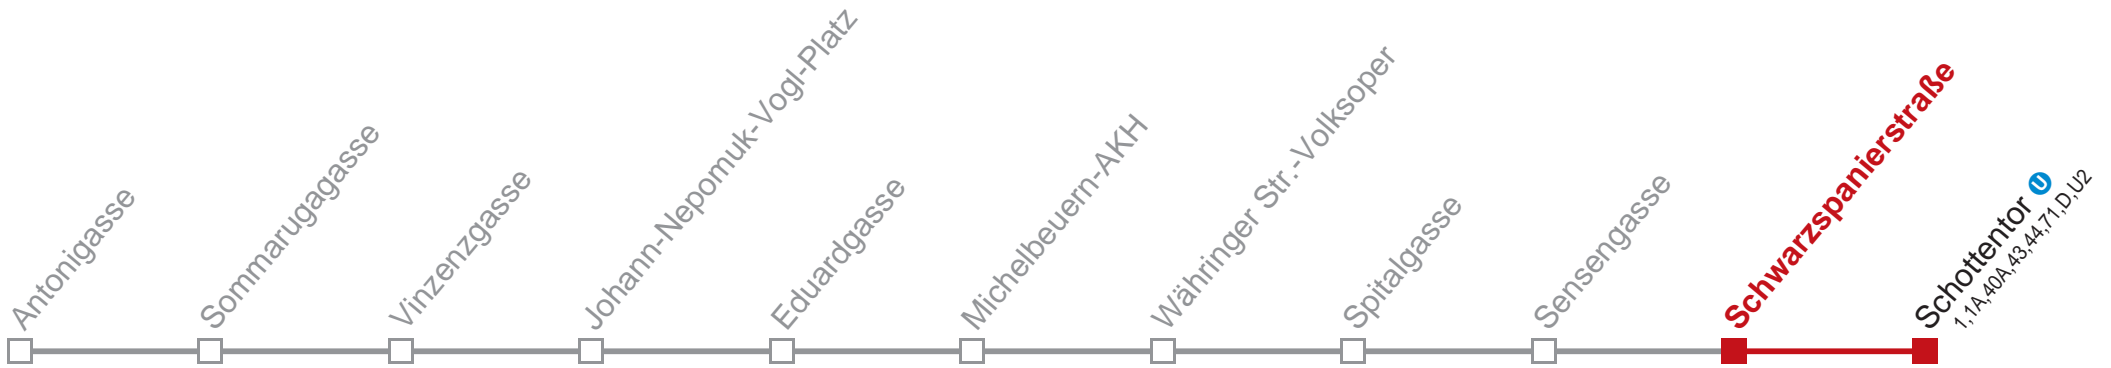 Antonigasse
Sommarugagasse
Vinzenzgasse
Johann-Nepomuk-Vogl-Platz
Eduardgasse
Michelbeuern-AKH
Währinger Str.-Volksoper
Spitalgasse
Sensengasse
Schwarzspanierstraße
Schottentor U
1,1A,40A,43,44,71,D,U2